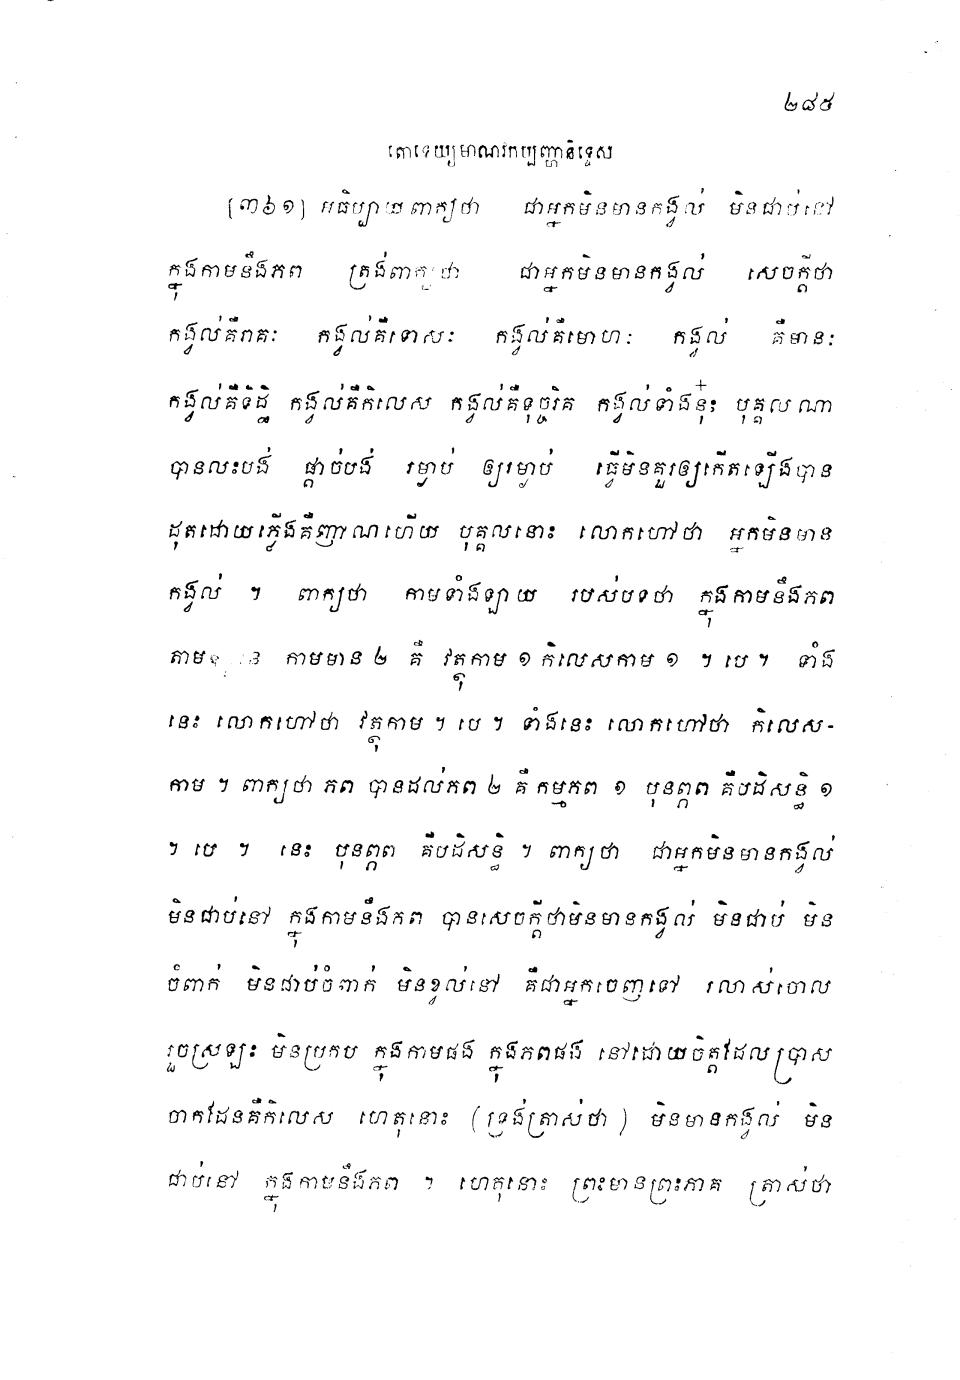 ២៨៥
តោទេយ្យមាណវកប្បញ្ហានិទ្ទេស
[៣៦១] អធិប្បាយពាក្យថា ជាអ្នកមិនមានកង្វល់ មិនជាប់នៅ
ក្នុងកាមនឹងភព ត្រង់ពាក្យថា ជាអ្នកមិនមានកង្វល់ សេចក្តីថា
កង្វល់គឺរាគៈ កង្វល់គឺទោសៈ កង្វល់គឺមោហៈ កង្វល់ គឺមានៈ
កង្វល់គឺទិដ្ឋិ កង្វល់គឺកិលេស កង្វល់គឺទុច្ចរិត កង្វល់ទាំងនុ៎ះ បុគ្គលណា
បានលះបង់ ផ្តាច់បង់ រម្ងាប់ ឲ្យរម្ងាប់ ធ្វើមិនគួរឲ្យកើតឡើងបាន
ដុតដោយភ្លើងគឺញាណហើយ បុគ្គលនោះ លោកហៅថា អ្នកមិនមាន
កង្វល់ ។ ពាក្យថា កាមទាំងឡាយ របស់បទថា ក្នុងកាមនឹងភព
តាម កាមមាន ២ គឺ វត្ថុកាម ១ កិលេសកាម ១ ។ បេ ។ ទាំង
នេះ លោកហៅថា វត្ថុកាម ។ បេ ។ ទាំងនេះ លោកហៅថា កិលេស-
កាម ។ ពាក្យថា ភព បានដល់ភព ២ គឺ កម្មភព ១ បុនព្ភព គឺបដិសន្ធិ ១
។ បេ ។ នេះ បុនព្ភព គឺបដិសន្ធិ ។ ពាក្យថា ជាអ្នកមិនមានកង្វល់
មិនជាប់នៅ ក្នុងកាមនឹងភព បានសេចក្តីថាមិនមានកង្វល់ មិនជាប់ មិន
ចំពាក់ មិនជាប់ចំពាក់ មិនខ្វល់នៅ គឺជាអ្នកចេញទៅ រលាស់ចោល
រួចស្រឡះ មិនប្រកប ក្នុងកាមផង ក្នុងភពផង នៅដោយចិត្តដែលប្រាស
ចាកដែនគឺកិលេស ហេតុនោះ (ទ្រង់ត្រាស់ថា) មិនមានកង្វល់ មិន
ជាប់នៅ ក្នុងកាមនឹងភព ។ ហេតុនោះ ព្រះមានព្រះភាគ ត្រាស់ថា